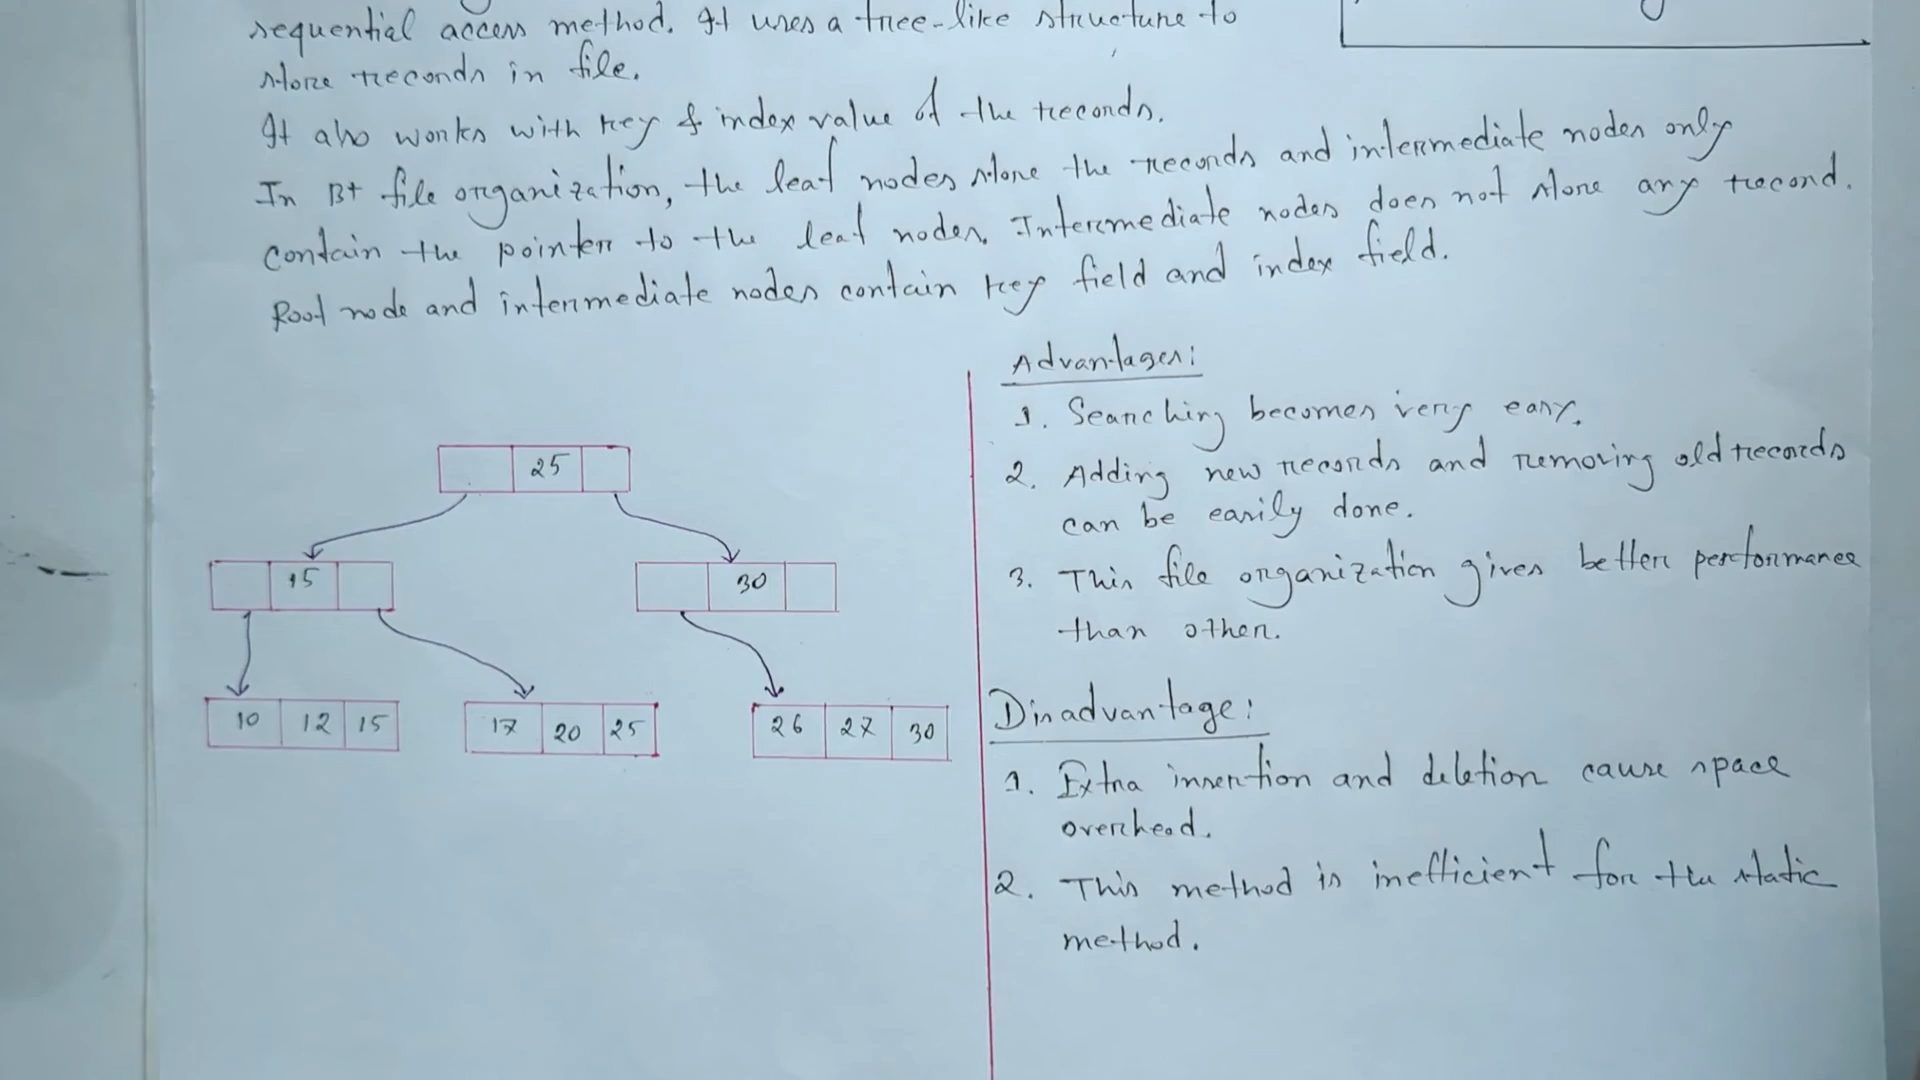 sequential access method. It uses a tree-like structure to
store records in file.
It also works with key & index value of the records.
In B+ file organization, the leaf nodes store the records and intermediate nodes only
contain the pointer to the leaf nodes. Intermediate nodes does not store any record.
Root node and intermediate nodes contain key field and index field.
25
15
30
10 12 15
17 20 25
26 27 30
Advantages:
1. Searching becomes very easy.
2. Adding new records and removing old records
can be easily done.
3. This file organization gives better performance
than other.
Disadvantage:
1. Extra insertion and deletion cause space
overhead.
2. This method is inefficient for the static
method.